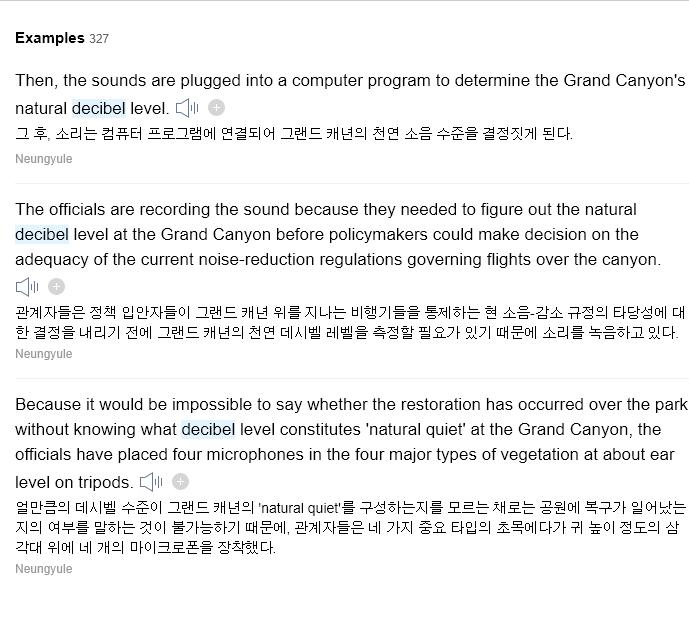 Examples 327
Then, the sounds are plugged into a computer program to determine the Grand Canyon's
natural decibel level.
그 후, 소리는 컴퓨터 프로그램에 연결되어 그랜드 캐년의 천연 소음 수준을 결정짓게 된다.
Neungyule
The officials are recording the sound because they needed to figure out the natural
decibel level at the Grand Canyon before policymakers could make decision on the
adequacy of the current noise-reduction regulations governing flights over the canyon.
관계자들은 정책 입안자들이 그랜드 캐년 위를 지나는 비행기들을 통제하는 현 소음-감소 규정의 타당성에 대
한 결정을 내리기 전에 그랜드 캐년의 천연 데시벨 레벨을 측정할 필요가 있기 때문에 소리를 녹음하고 있다.
Neungyule
Because it would be impossible to say whether the restoration has occurred over the park
without knowing what decibel level constitutes 'natural quiet' at the Grand Canyon, the
officials have placed four microphones in the four major types of vegetation at about ear
level on tripods.
얼만큼의 데시벨 수준이 그랜드 캐년의 'natural quiet'를 구성하는지를 모르는 채로는 공원에 복구가 일어났는
지의 여부를 말하는 것이 불가능하기 때문에, 관계자들은 네 가지 중요 타입의 초목에다가 귀 높이 정도의 삼
각대 위에 네 개의 마이크로폰을 장착했다.
Neungyule